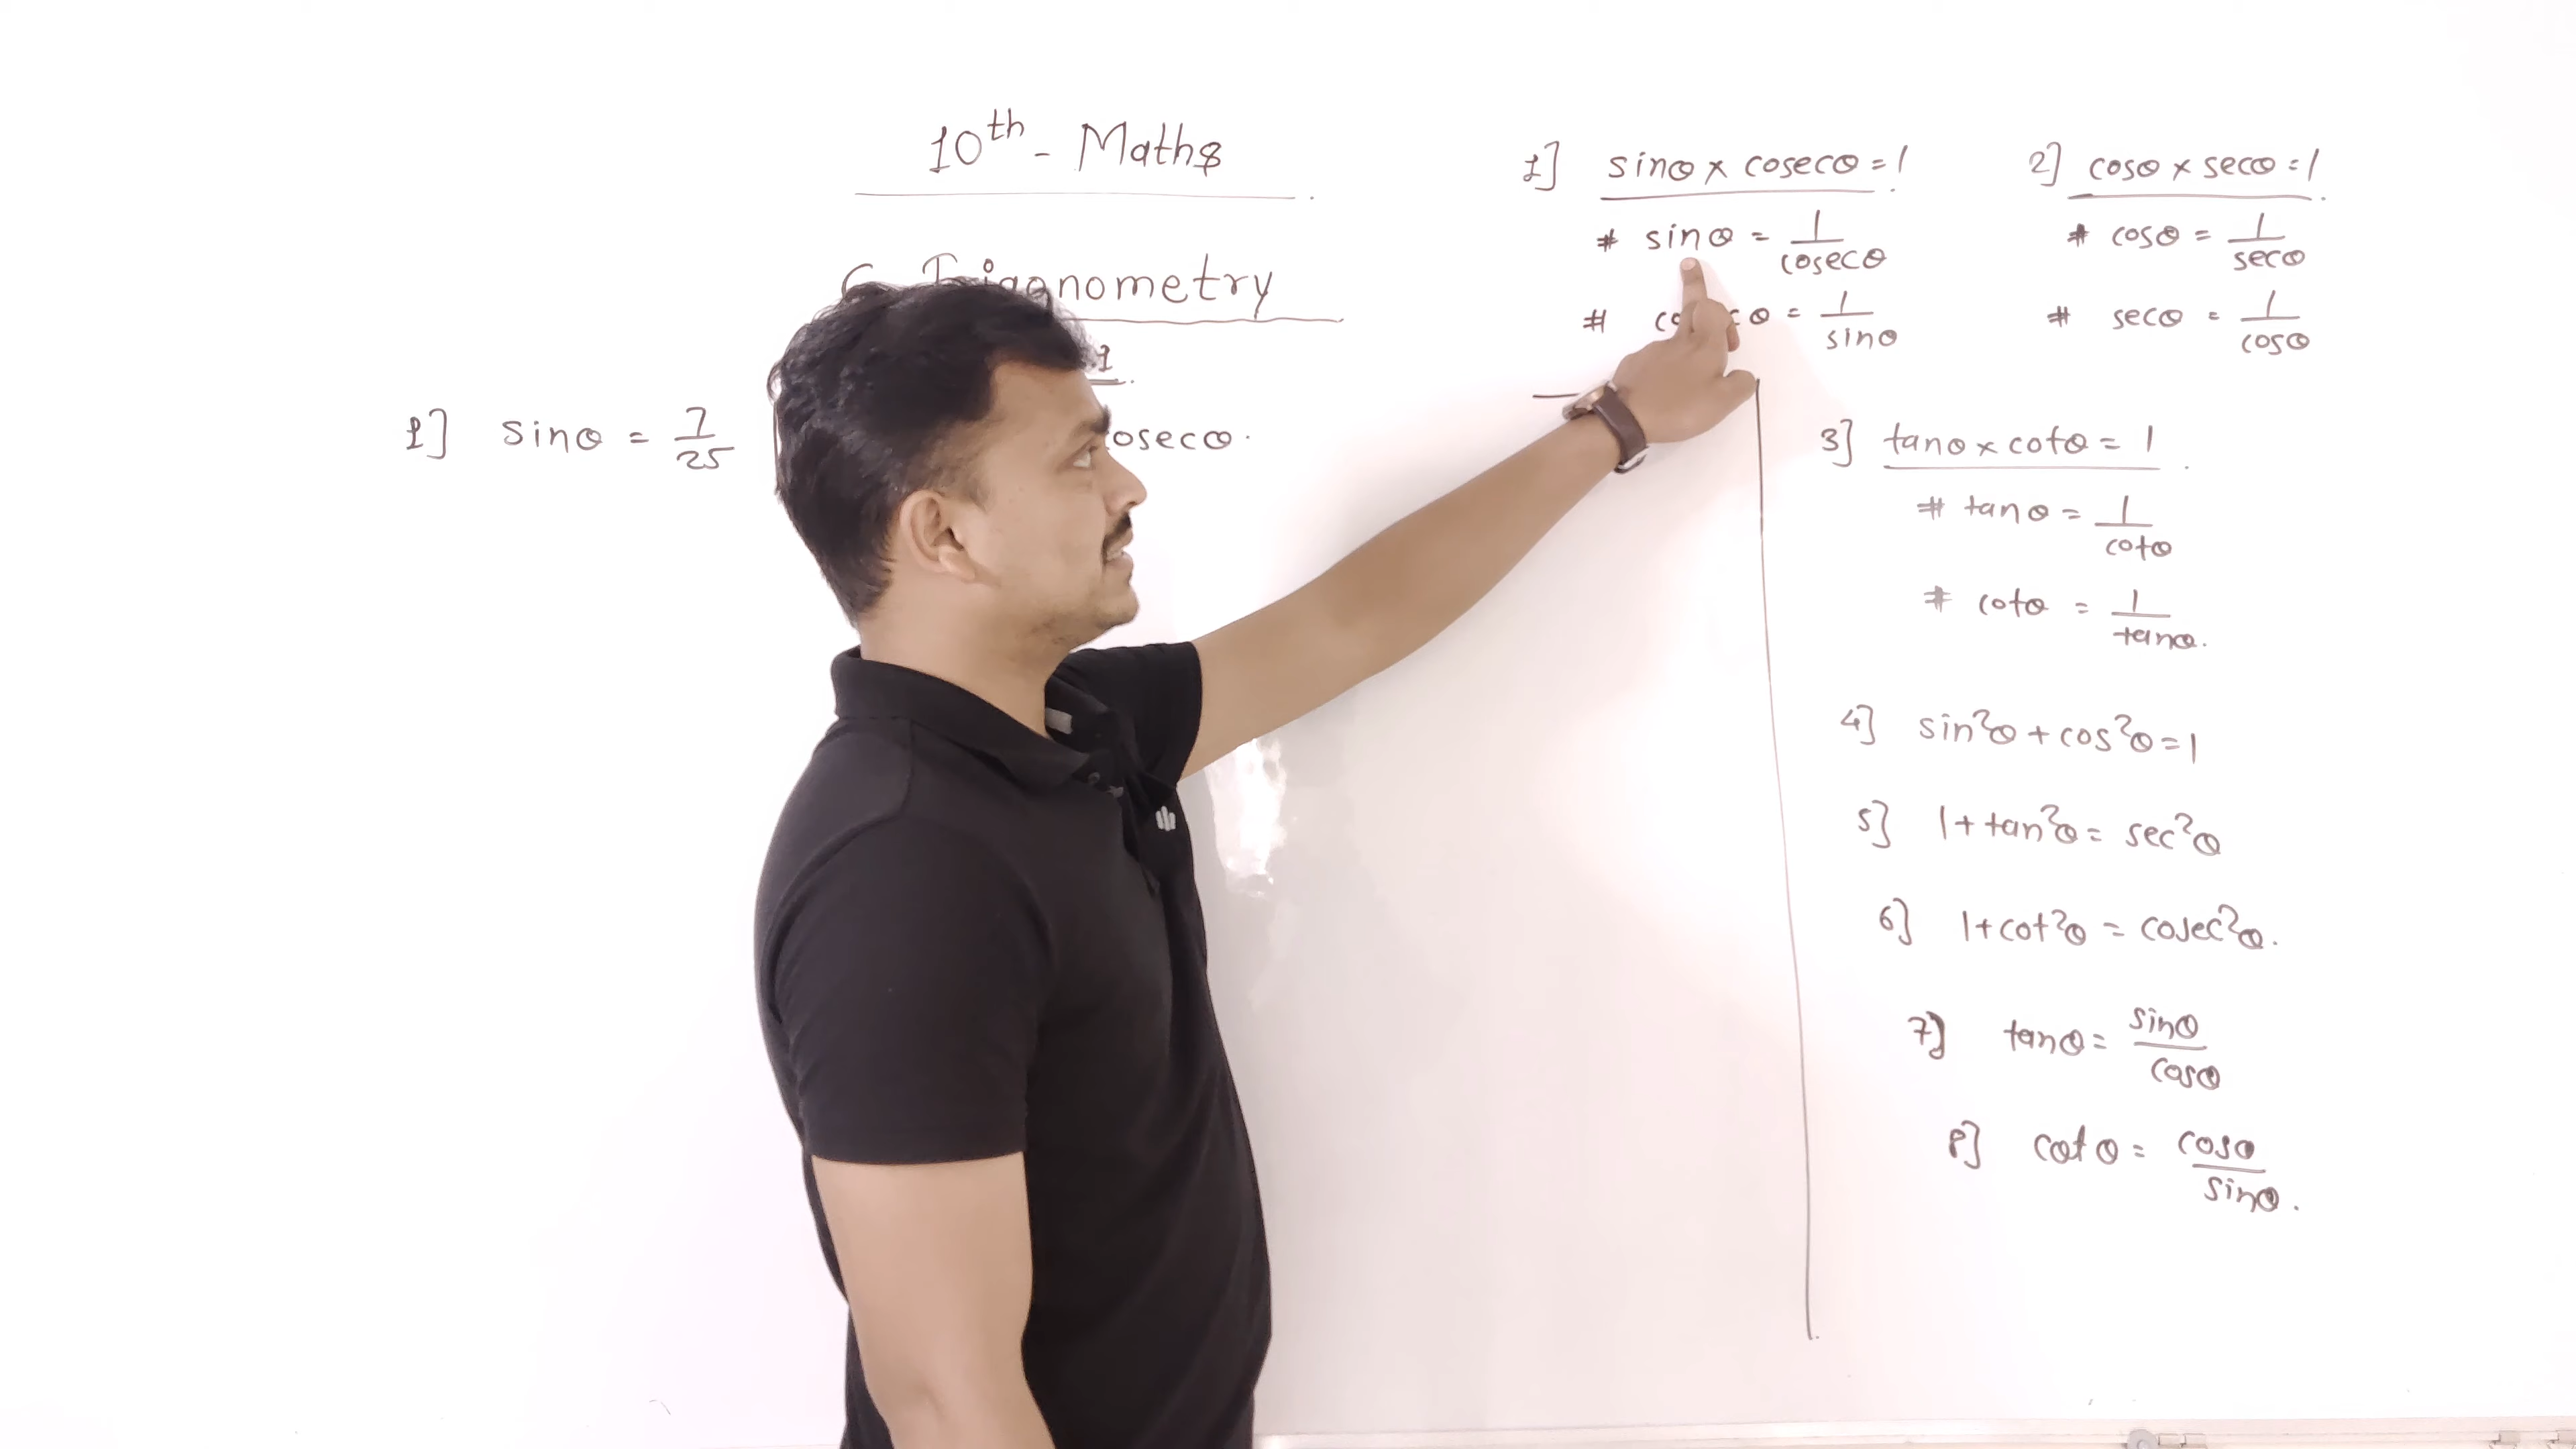 10th - Maths
Trigonometry
1
1] sinθ = 7/25 cosecθ.
1] sinθ × cosecθ = 1
# sinθ = 1/cosecθ
# θ = 1/sinθ
2] cosθ × secθ = 1
# cosθ = 1/secθ
# secθ = 1/cosθ
3] tanθ × cotθ = 1
# tanθ = 1/cotθ
# cotθ = 1/tanθ.
4] sin²θ + cos²θ = 1
5] 1 + tan²θ = sec²θ
6] 1 + cot²θ = cosec²θ.
7] tanθ = sinθ/cosθ
8] cotθ = cosθ/sinθ.